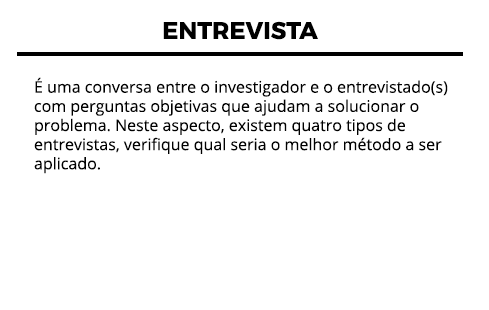 ENTREVISTA
É uma conversa entre o investigador e o entrevistado(s)
com perguntas objetivas que ajudam a solucionar o
problema. Neste aspecto, existem quatro tipos de
entrevistas, verifique qual seria o melhor método a ser
aplicado.